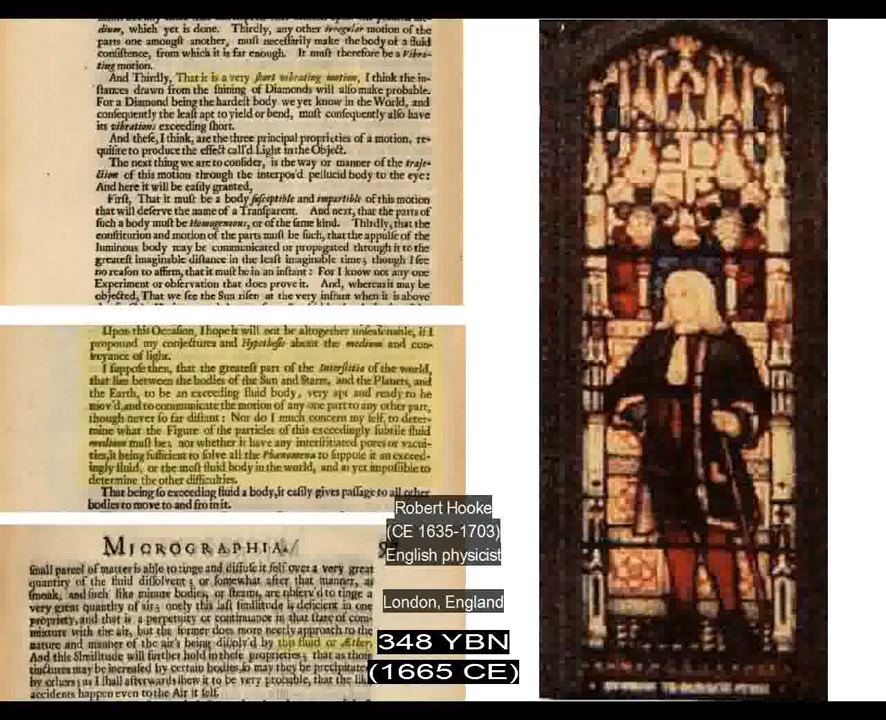 dium, which yet is done. Thirdly, any other irregular motion of the
parts one amongst another, must necessarily make the body of a fluid
consistence, from which it is far enough. It must therefore be a Vibra-
ting motion.
And Thirdly, That it is a very ſhort vibrating motion, I think the in-
ſtances drawn from the ſhining of Diamonds will alſo make probable.
For a Diamond being the hardeſt body we yet know in the World, and
conſequently the leaſt apt to yield or bend, muſt conſequently alſo have
its vibrations exceeding ſhort.
And theſe, I think, are the three principal proprieties of a motion, re-
quiſite to produce the effect call'd Light in the Object.
The next thing we are to conſider, is the way or manner of the traje-
ction of this motion through the interpos'd pellucid body to the eye:
And here it will be eaſily granted,
Firſt, That it muſt be a body ſuſceptible and impartible of this motion
that will deſerve the name of a Tranſparent. And next, that the parts of
ſuch a body muſt be Homogeneous, or of the ſame kind. Thirdly, that the
conſtitution and motion of the parts muſt be ſuch, that the appulſe of the
luminous body may be communicated or propagated through it to the
greateſt imaginable diſtance in the leaſt imaginable time; though I ſee
no reaſon to affirm, that it muſt be in an inſtant: For I know not any one
Experiment or obſervation that does prove it. And, whereas it may be
objected, That we ſee the Sun riſen at the very inſtant when it is above
Upon this Occaſion, I hope it will not be altogether unſeaſonable, if I
propound my conjectures and Hypotheſis about the medium and con-
veyance of light.
I ſuppoſe then, that the greateſt part of the Interſtitia of the world,
that lies between the bodies of the Sun and Starrs, and the Planets, and
the Earth, to be an exceeding fluid body, very apt and ready to be
mov'd, and to communicate the motion of any one part to any other part,
though never ſo far diſtant: Nor do I much concern my ſelf, to deter-
mine what the Figure of the particles of this exceedingly ſubtile fluid
medium muſt be, nor whether it have any interſtitiated pores or vacui-
ties, it being ſufficient to ſolve all the Phænomena to ſuppoſe it an exceed-
ingly fluid, or the moſt fluid body in the world, and as yet impoſſible to
determine the other difficulties.
That being ſo exceeding fluid a body, it eaſily gives paſſage to all other
bodies to move to and fro in it.
MICROGRAPHIA.
ſmall parcel of matter is able to tinge and diffuſe it ſelf over a very great
quantity of the fluid diſſolvent; or ſomewhat after that manner, as
ſmoak, and ſuch like minute bodies, or ſteams, are obſerv'd to tinge a
very great quantity of air; onely this laſt ſimilitude is deficient in one
propriety, and that is a perpetuity or continuance in that ſtate of com-
mixture with the air, but the former does more neerly approach to the
nature and manner of the air's being diſſolv'd by this fluid or Æther.
And this Similitude will further hold in theſe proprieties; that as thoſe
tinctures may be increaſed by certain bodies, ſo may they be precipitated
by others, as I ſhall afterwards ſhew it to be very probable, that the like
accidents happen even to the Air it ſelf.
Robert Hooke
(CE 1635-1703)
English physicist
London, England
348 YBN
(1665 CE)